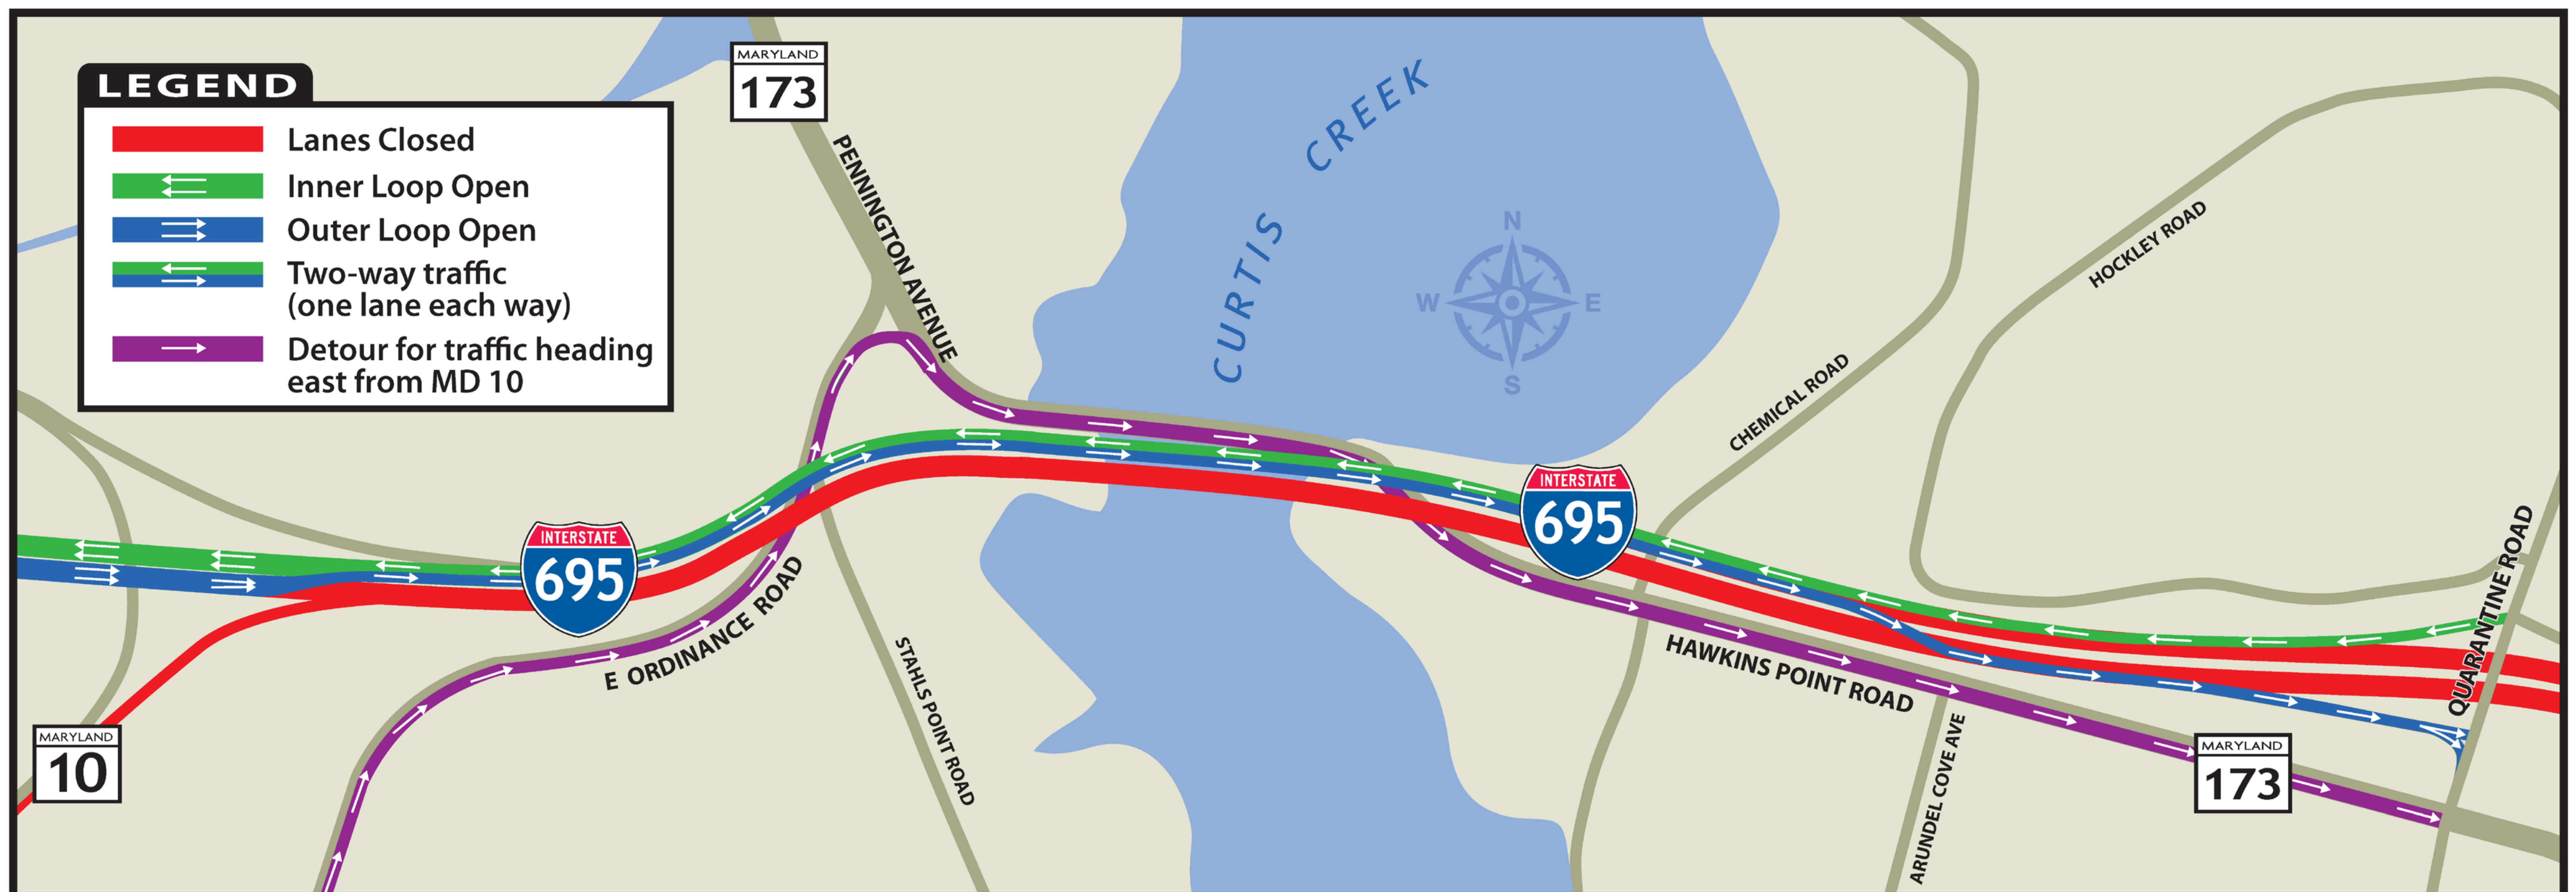 LEGEND
Lanes Closed
Inner Loop Open
Outer Loop Open
Two-way traffic
(one lane each way)
Detour for traffic heading
east from MD 10
MARYLAND
173
PENNINGTON AVENUE
CURTIS CREEK
N
W
E
S
HOCKLEY ROAD
CHEMICAL ROAD
INTERSTATE
695
INTERSTATE
695
E ORDINANCE ROAD
STAHLS POINT ROAD
HAWKINS POINT ROAD
QUARANTINE ROAD
ARUNDEL COVE AVE
MARYLAND
10
MARYLAND
173